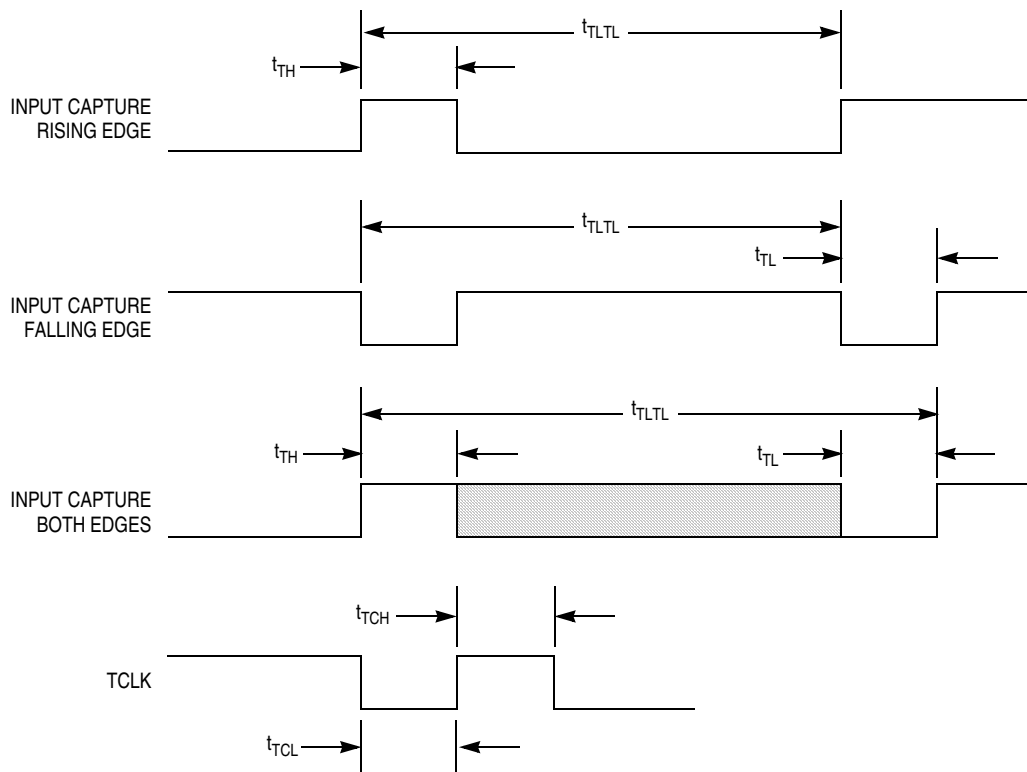 tTLTL
tTH
INPUT CAPTURE
RISING EDGE
tTLTL
tTL
INPUT CAPTURE
FALLING EDGE
tTLTL
tTH
tTL
INPUT CAPTURE
BOTH EDGES
tTCH
TCLK
tTCL